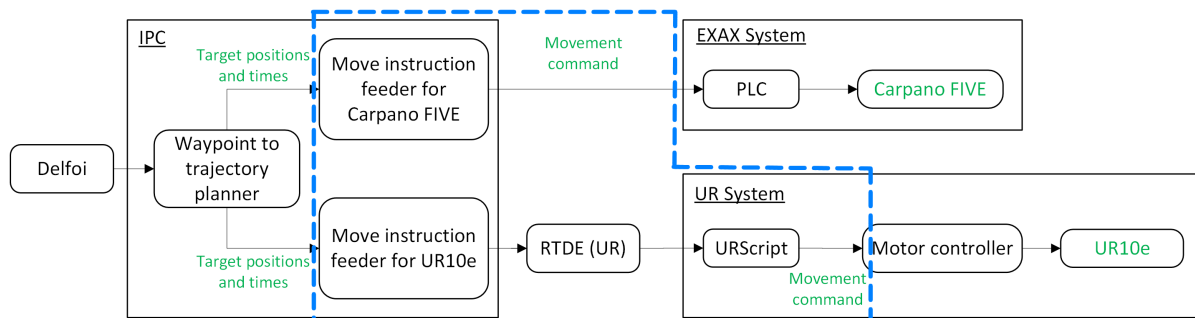 IPC
Target positions
and times
Move instruction
feeder for
Carpano FIVE
Movement
command
EXAX System
PLC
Carpano FIVE
Delfoi
Waypoint to
trajectory
planner
Target positions
and times
Move instruction
feeder for UR10e
RTDE (UR)
UR System
URScript
Movement
command
Motor controller
UR10e